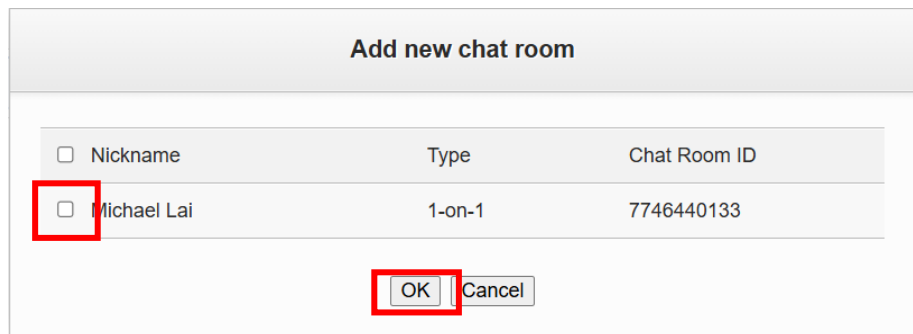 Add new chat room
Nickname Type Chat Room ID
Michael Lai 1-on-1 7746440133
OK Cancel